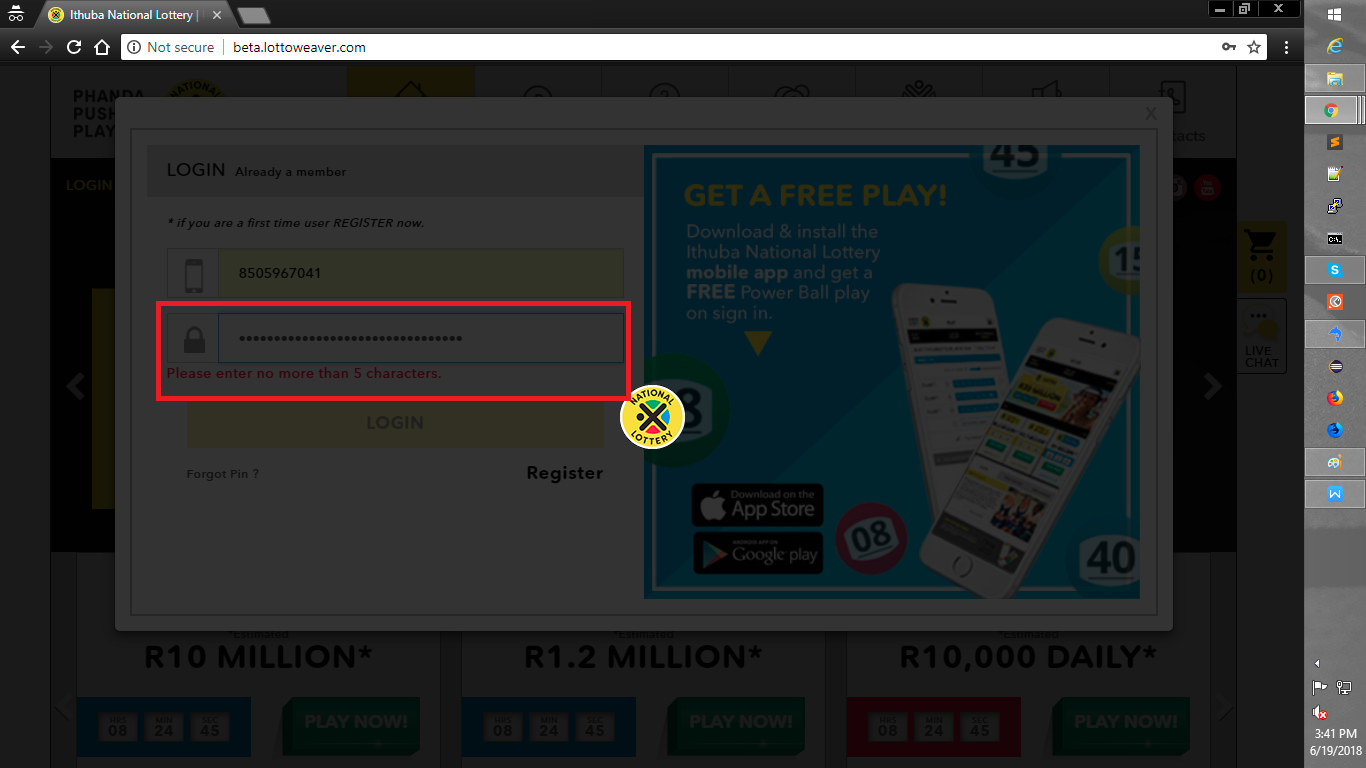 Ithuba National Lottery |
Not secure
beta.lottoweaver.com
PHANDA
PUSH
PLAY
LOGIN
X
LOGIN Already a member
* if you are a first time user REGISTER now.
8505967041
••••••••••••••••••••••••••••••••
Please enter no more than 5 characters.
LOGIN
Forgot Pin ?
Register
NATIONAL
LOTTERY
45
GET A FREE PLAY!
Download & install the
Ithuba National Lottery
mobile app and get a
FREE Power Ball play
on sign in.
15
8
Download on the
App Store
ANDROID APP ON
Google play
08
40
You
(0)
LIVE
CHAT
*Estimated
R10 MILLION*
HRS MIN SEC
08 24 45
PLAY NOW!
*Estimated
R1.2 MILLION*
HRS MIN SEC
08 24 45
PLAY NOW!
*Estimated
R10,000 DAILY*
HRS MIN SEC
08 24 45
PLAY NOW!
3:41 PM
6/19/2018